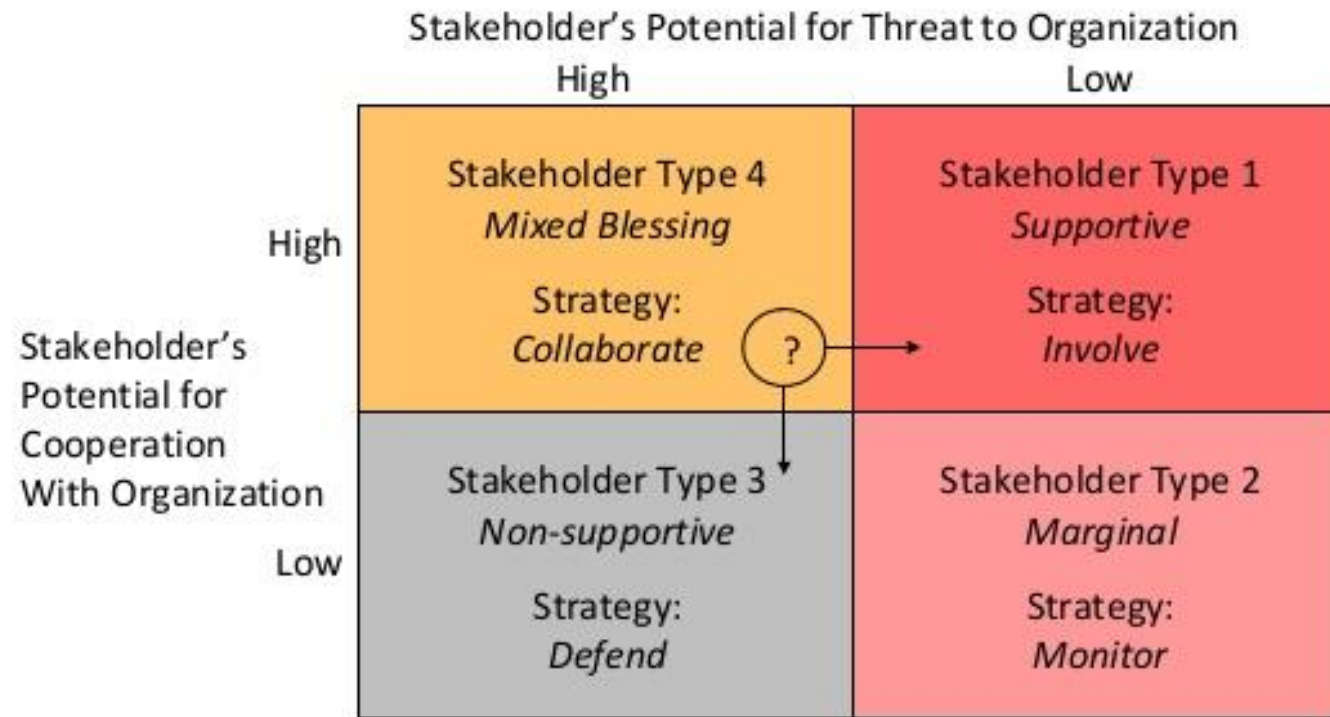 Stakeholder's Potential for Threat to Organization
High
Low
Stakeholder's
Potential for
Cooperation
With Organization
High
Stakeholder Type 4
Mixed Blessing
Strategy:
Collaborate
?
Stakeholder Type 1
Supportive
Strategy:
Involve
Low
Stakeholder Type 3
Non-supportive
Strategy:
Defend
Stakeholder Type 2
Marginal
Strategy:
Monitor